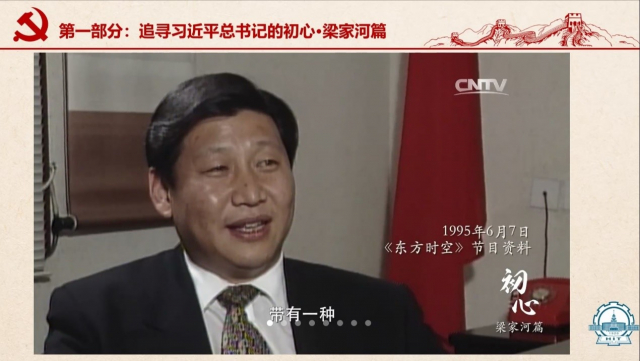 第一部分：追寻习近平总书记的初心·梁家河篇
CNTV
1995年6月7日
《东方时空》节目资料
初心
梁家河篇
带有一种